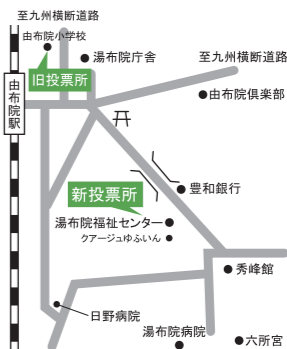 至九州横断道路
由布院小学校
湯布院庁舎
旧投票所
至九州横断道路
由布院倶楽部
由布院駅
新投票所
豊和銀行
湯布院福祉センター
クアージュゆふいん
秀峰館
日野病院
湯布院病院
六所宮